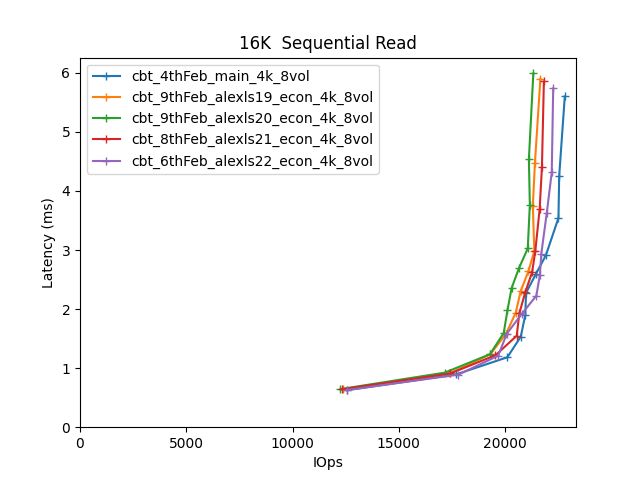 16K  Sequential Read
cbt_4thFeb_main_4k_8vol
cbt_9thFeb_alexls19_econ_4k_8vol
cbt_9thFeb_alexls20_econ_4k_8vol
cbt_8thFeb_alexls21_econ_4k_8vol
cbt_6thFeb_alexls22_econ_4k_8vol
Latency (ms)
6
5
4
3
2
1
0
0
5000
10000
15000
20000
IOps